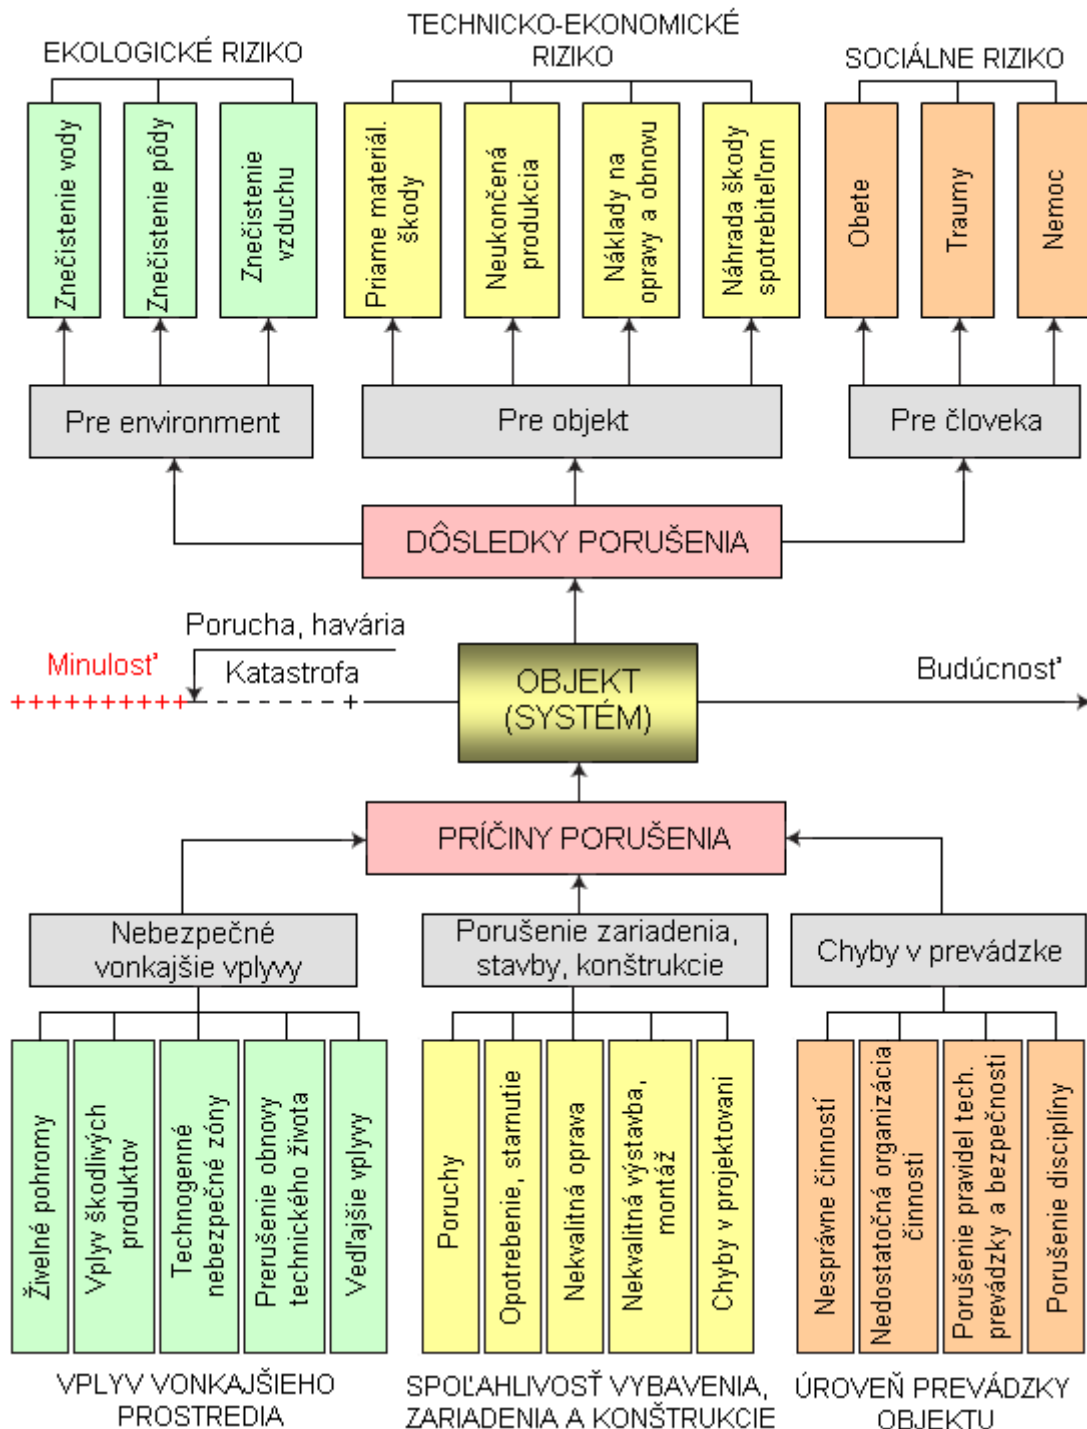 EKOLOGICKÉ RIZIKO
TECHNICKO-EKONOMICKÉ
RIZIKO
SOCIÁLNE RIZIKO
Znečistenie vody
Znečistenie pôdy
Znečistenie
vzduchu
Priame materiál.
škody
Neukončená
produkcia
Náklady na
opravy a obnovu
Náhrada škody
spotrebiteľom
Obete
Traumy
Nemoc
Pre environment
Pre objekt
Pre človeka
DÔSLEDKY PORUŠENIA
Porucha, havária
Minulosť
Katastrofa
OBJEKT
(SYSTÉM)
Budúcnosť
PRÍČINY PORUŠENIA
Nebezpečné
vonkajšie vplyvy
Porušenie zariadenia,
stavby, konštrukcie
Chyby v prevádzke
Živelné pohromy
Vplyv škodlivých
produktov
Technogenné
nebezpečné zóny
Prerušenie obnovy
technického života
Vedľajšie vplyvy
Poruchy
Opotrebenie, starnutie
Nekvalitná oprava
Nekvalitná výstavba,
montáž
Chyby v projektovani
Nesprávne činností
Nedostatočná organizácia
činnosti
Porušenie pravidel tech.
prevádzky a bezpečnosti
Porušenie disciplíny
VPLYV VONKAJŠIEHO
PROSTREDIA
SPOĽAHLIVOSŤ VYBAVENIA,
ZARIADENIA A KONŠTRUKCIE
ÚROVEŇ PREVÁDZKY
OBJEKTU